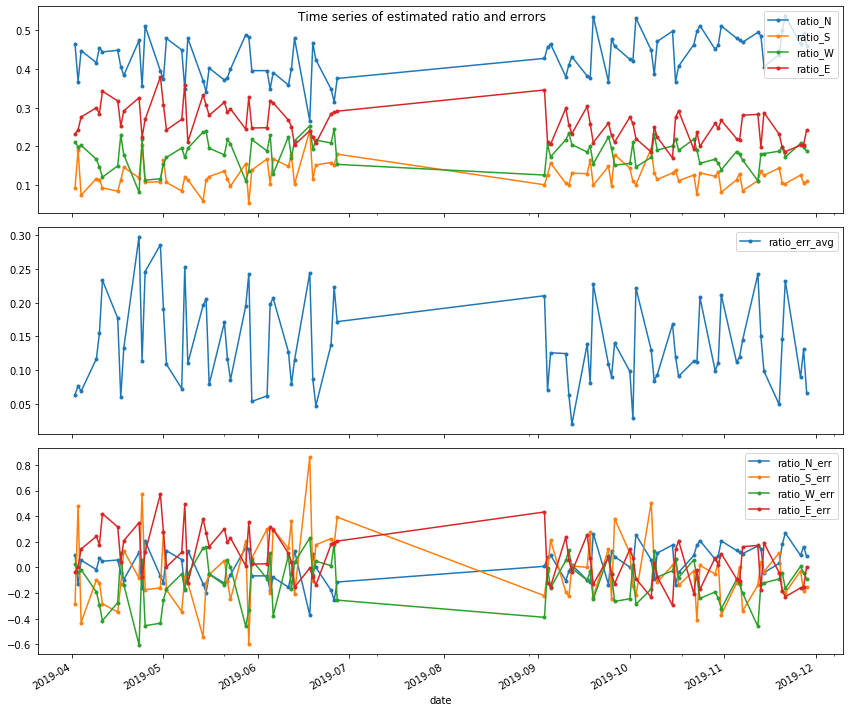 Time series of estimated ratio and errors
ratio_N
ratio_S
ratio_W
ratio_E
0.5
0.4
0.3
0.2
0.1
ratio_err_avg
0.30
0.25
0.20
0.15
0.10
0.05
ratio_N_err
ratio_S_err
ratio_W_err
ratio_E_err
0.8
0.6
0.4
0.2
0.0
−0.2
−0.4
−0.6
2019-04 2019-05 2019-06 2019-07 2019-08 2019-09 2019-10 2019-11 2019-12
date